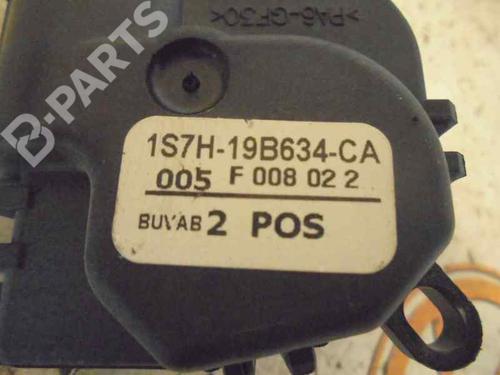 >PA6-GF30<
B-PARTS
1S7H-19B634-CA
005 F 008 02 2
BUVAB 2 POS